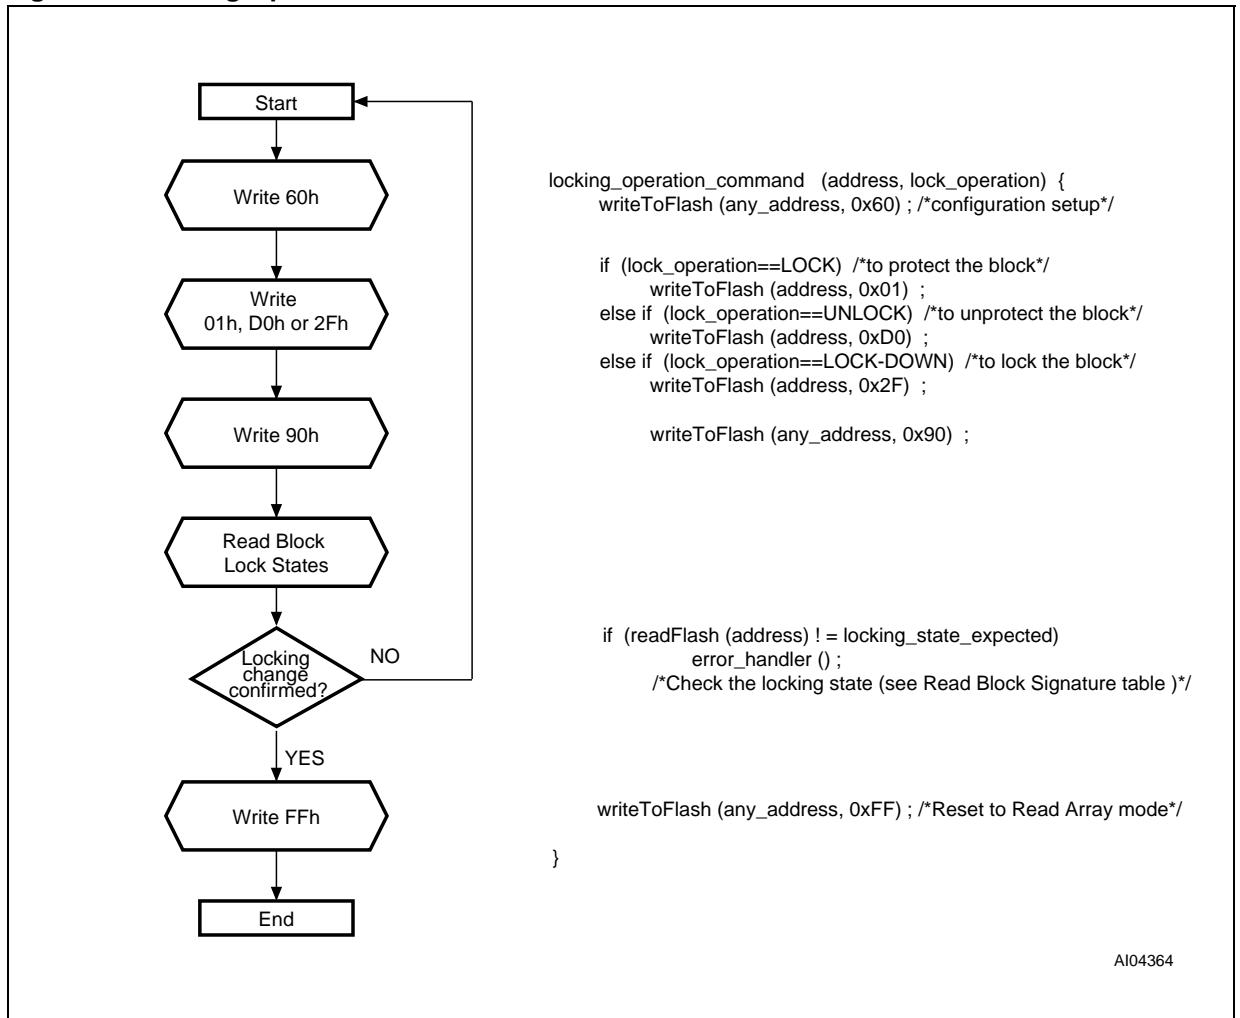 Start
Write 60h
Write
01h, D0h or 2Fh
Write 90h
Read Block
Lock States
Locking
change
confirmed?
NO
YES
Write FFh
End
locking_operation_command (address, lock_operation) {
writeToFlash (any_address, 0x60) ; /*configuration setup*/
if (lock_operation==LOCK) /*to protect the block*/
writeToFlash (address, 0x01) ;
else if (lock_operation==UNLOCK) /*to unprotect the block*/
writeToFlash (address, 0xD0) ;
else if (lock_operation==LOCK-DOWN) /*to lock the block*/
writeToFlash (address, 0x2F) ;
writeToFlash (any_address, 0x90) ;
if (readFlash (address) ! = locking_state_expected)
error_handler () ;
/*Check the locking state (see Read Block Signature table )*/
writeToFlash (any_address, 0xFF) ; /*Reset to Read Array mode*/
}
AI04364